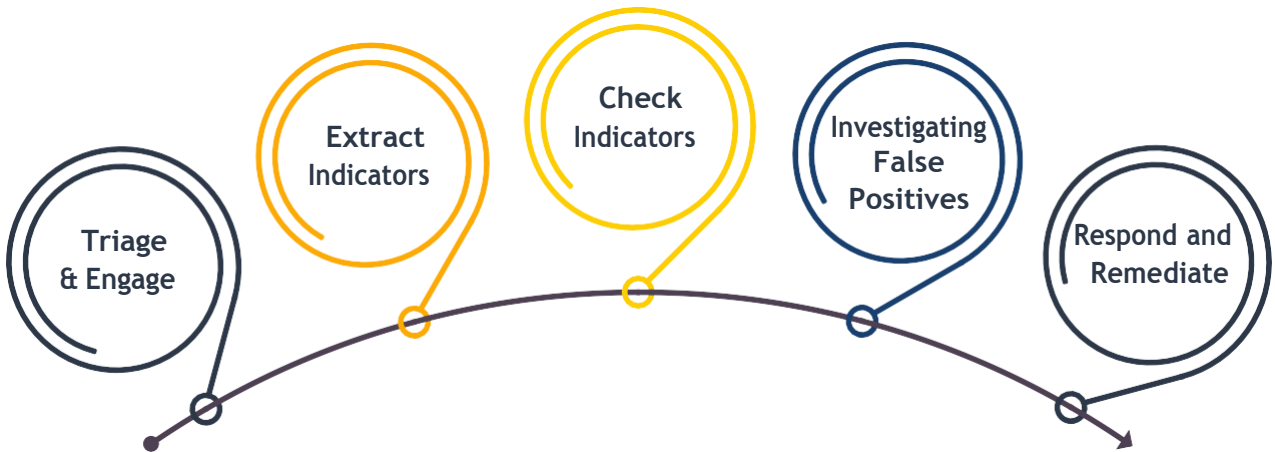 Triage
& Engage
Extract
Indicators
Check
Indicators
Investigating
False
Positives
Respond and
Remediate